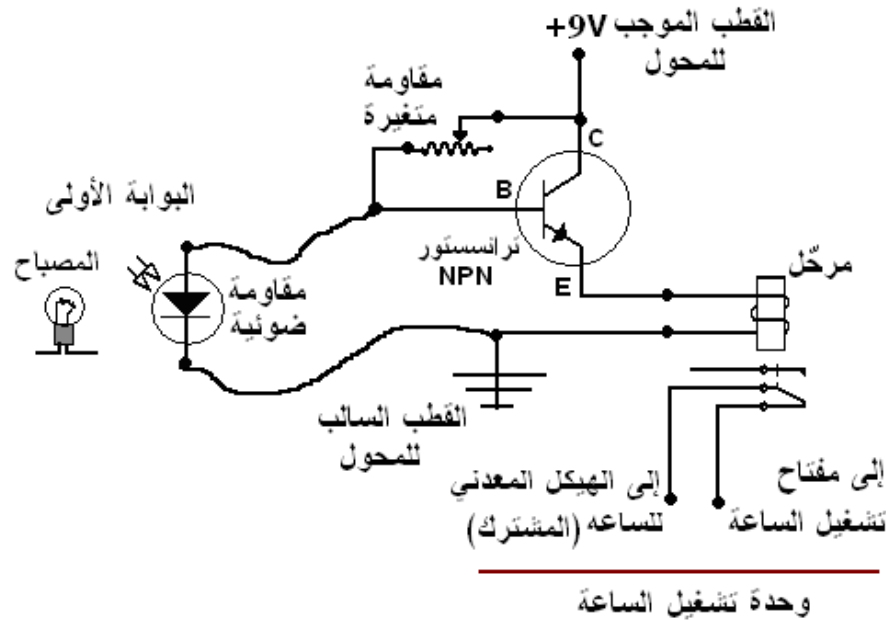 +9V القطب الموجب
للمحول
مقاومة
متغيرة
C
B
البوابة الأولى
ترانسستور
NPN
المصباح
مقاومة
ضوئية
E
مرحّل
القطب السالب
للمحول
إلى الهيكل المعدني
للساعه (المشترك)
إلى مفتاح
تشغيل الساعة
وحدة تشغيل الساعة